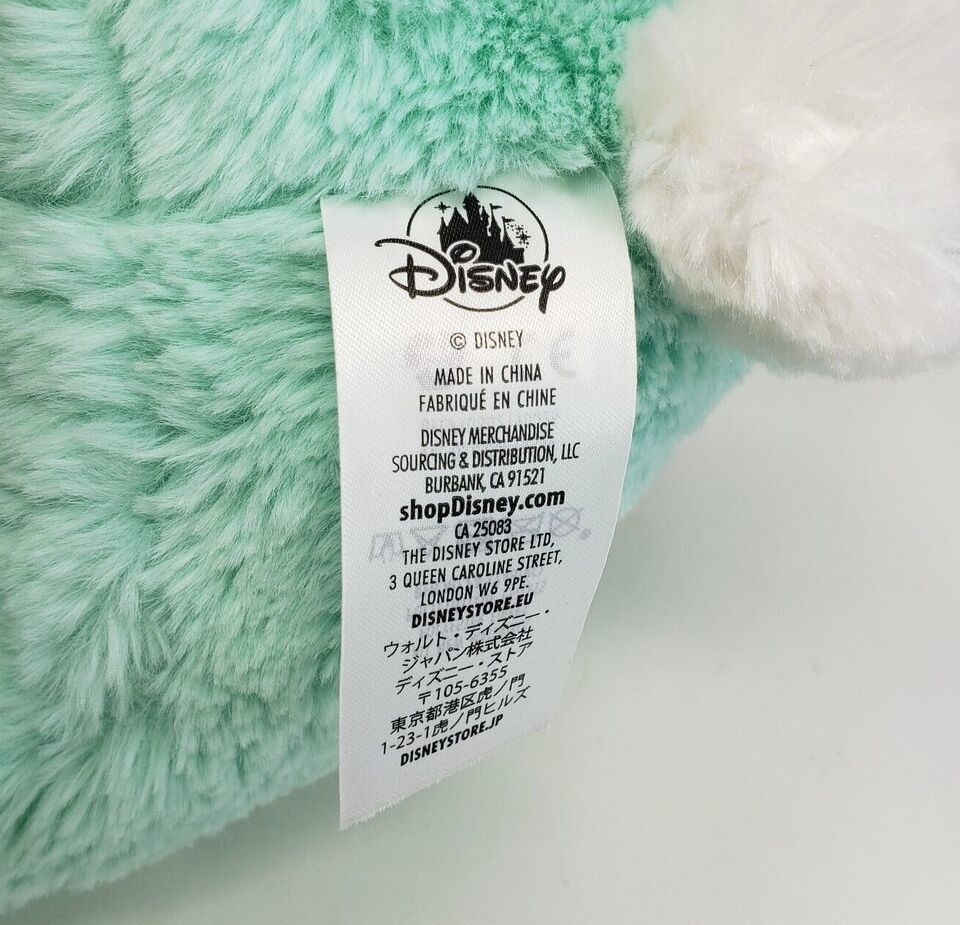 DISNEY
© DISNEY
MADE IN CHINA
FABRIQUÉ EN CHINE
DISNEY MERCHANDISE
SOURCING & DISTRIBUTION, LLC
BURBANK, CA 91521
shopDisney.com
CA 25083
THE DISNEY STORE LTD,
3 QUEEN CAROLINE STREET,
LONDON W6 9PE.
DISNEYSTORE.EU
ウォルト・ディズニー・
ジャパン株式会社
ディズニー・ストア
〒105-6355
東京都港区虎ノ門
1-23-1虎ノ門ヒルズ
DISNEYSTORE.JP